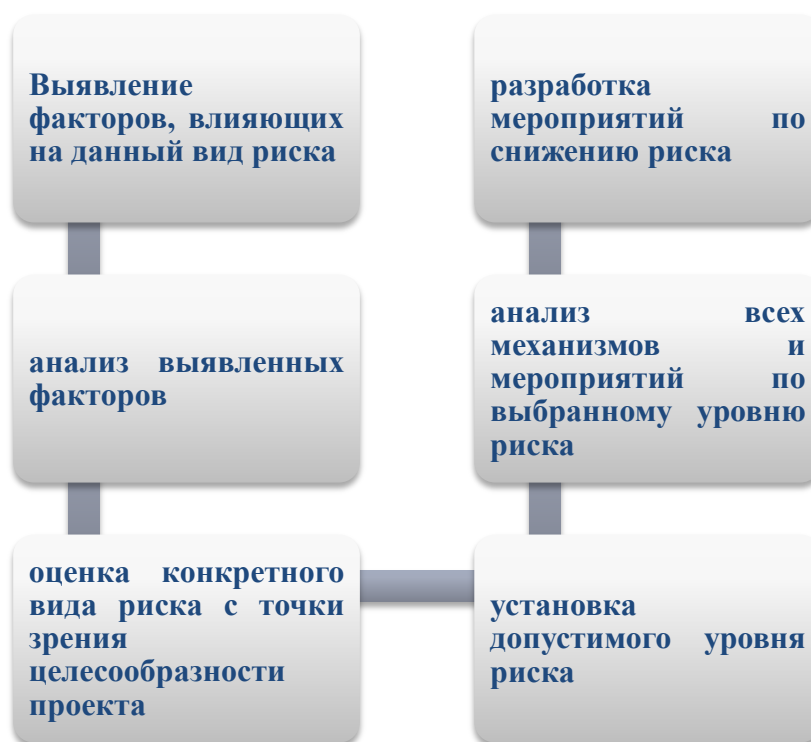 Выявление
факторов, влияющих
на данный вид риска
анализ выявленных
факторов
оценка конкретного
вида риска с точки
зрения
целесообразности
проекта
установка
допустимого уровня
риска
анализ всех
механизмов и
мероприятий по
выбранному уровню
риска
разработка
мероприятий по
снижению риска